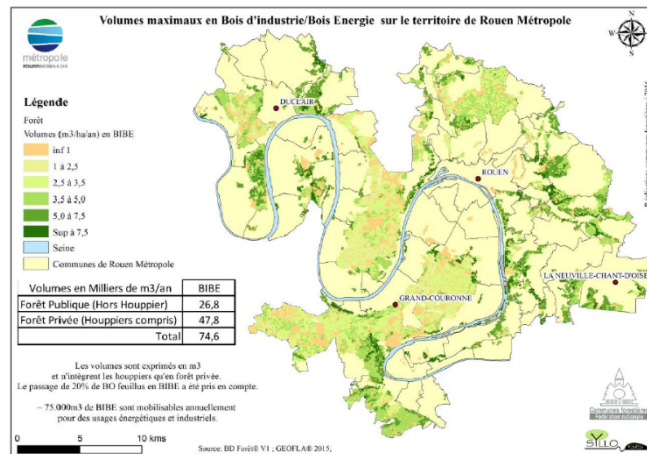 Volumes maximaux en Bois d'industrie/Bois Energie sur le territoire de Rouen Métropole
métropole
ROUENNORMANDIE
N
W
E
S
Légende
Forêt
Volumes (m3/ha/an) en BIBE
inf 1
1 à 2,5
2,5 à 3,5
3,5 à 5,0
5,0 à 7,5
Sup à 7,5
Seine
Communes de Rouen Métropole
DUCLAIR
ROUEN
LA NEUVILLE-CHANT-D'OISEL
GRAND-COURONNE
Volumes en Milliers de m3/an BIBE
Forêt Publique (Hors Houppier) 26,8
Forêt Privée (Houppiers compris) 47,8
Total 74,6
Les volumes sont exprimés en m3
et n'intégrent les houppiers qu'en forêt privée.
Le passage de 20% de BO feuillus en BIBE a été pris en compte.
~ 75.000m3 de BIBE sont mobilisables annuellement
pour des usages énergétiques et industriels.
0 5 10 kms
Source: BD Forêt® V1 ; GEOFLA® 2015;
Fédération nationale
SYLLO